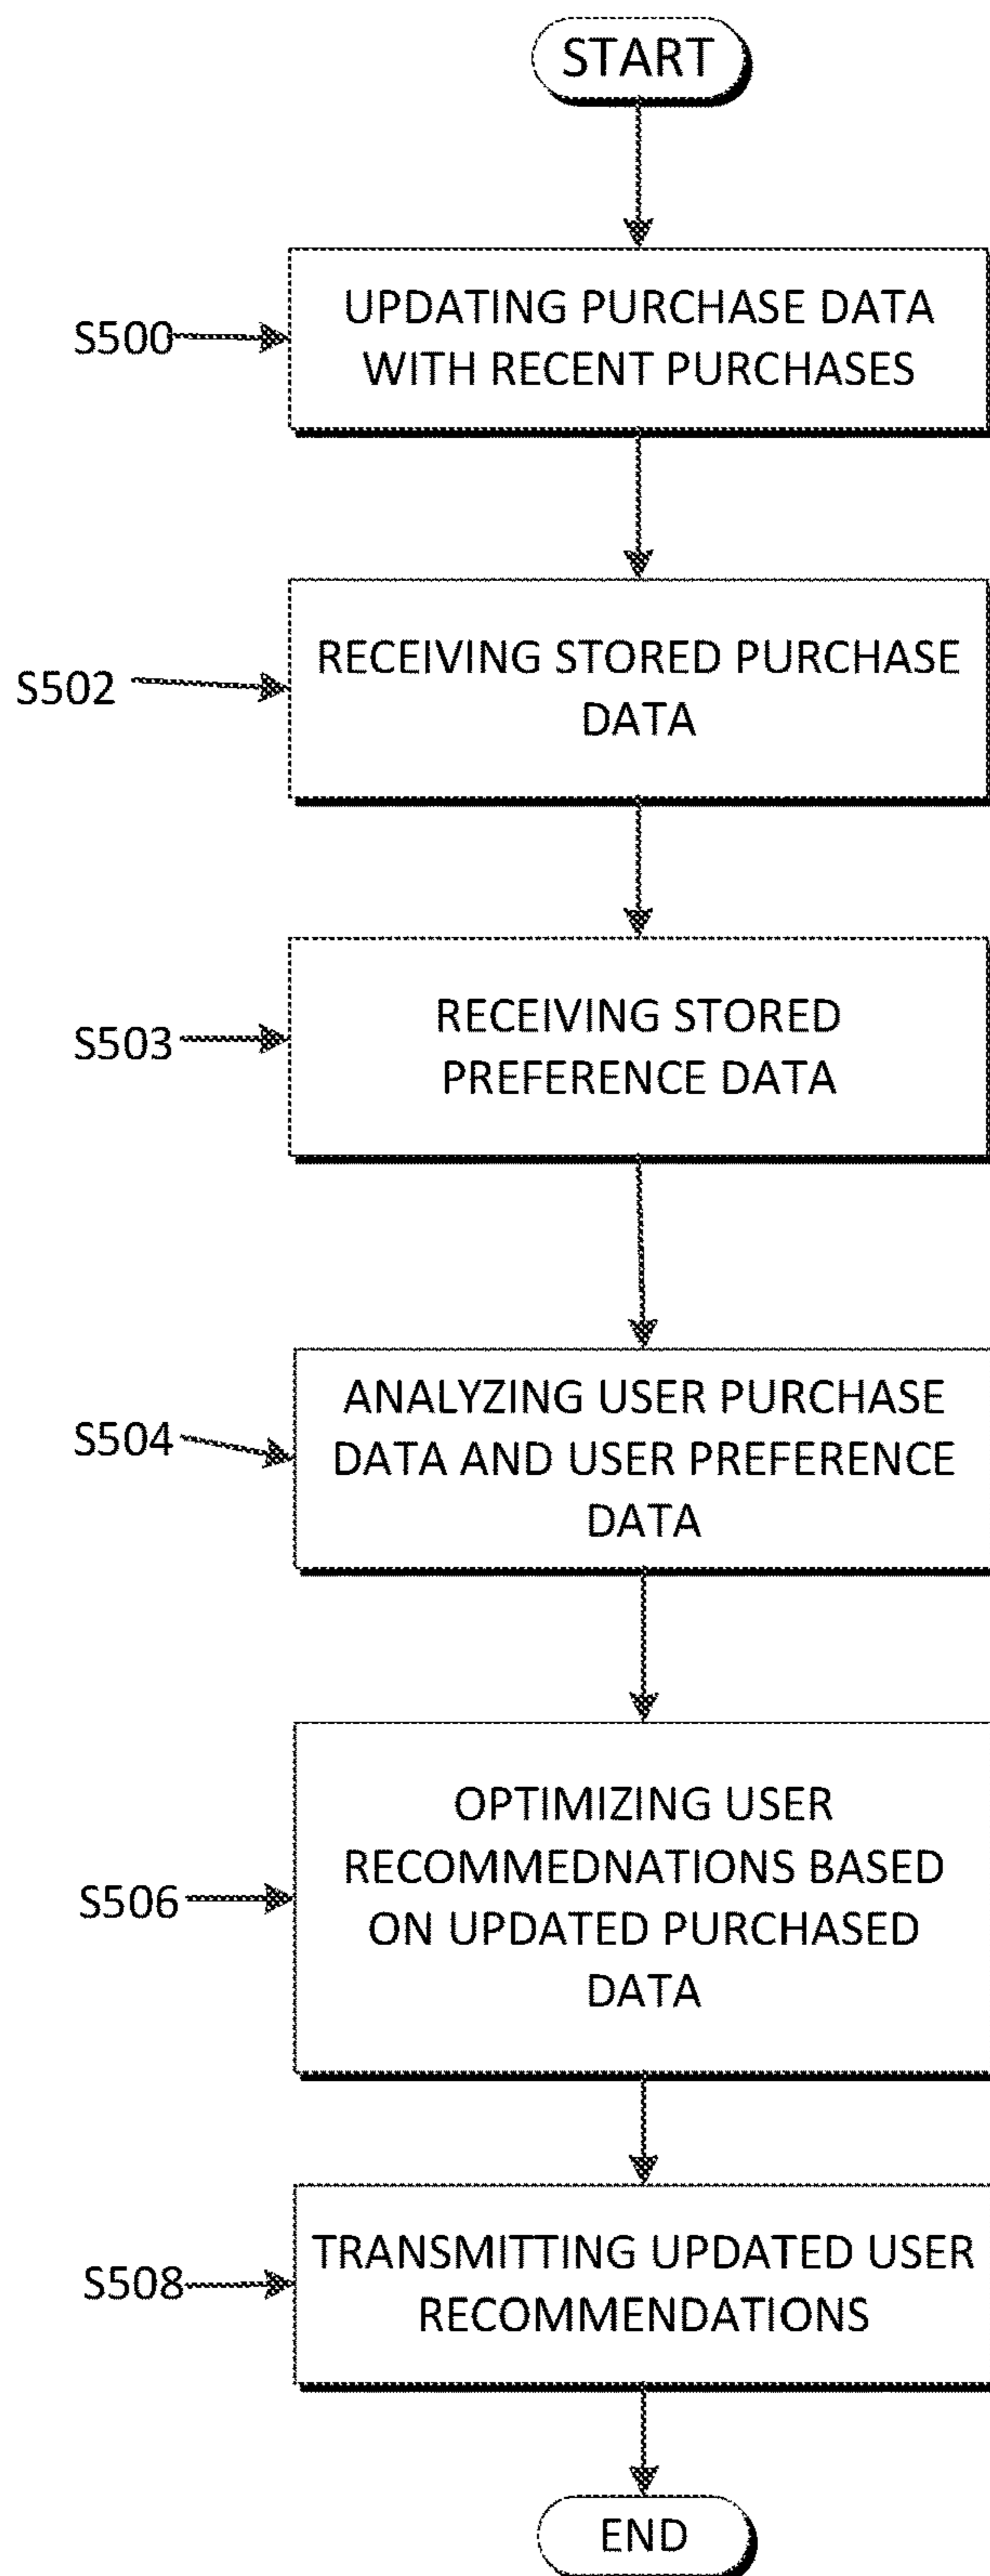 START
S500
UPDATING PURCHASE DATA
WITH RECENT PURCHASES
S502
RECEIVING STORED PURCHASE
DATA
S503
RECEIVING STORED
PREFERENCE DATA
S504
ANALYZING USER PURCHASE
DATA AND USER PREFERENCE
DATA
S506
OPTIMIZING USER
RECOMMEDNATIONS BASED
ON UPDATED PURCHASED
DATA
S508
TRANSMITTING UPDATED USER
RECOMMENDATIONS
END